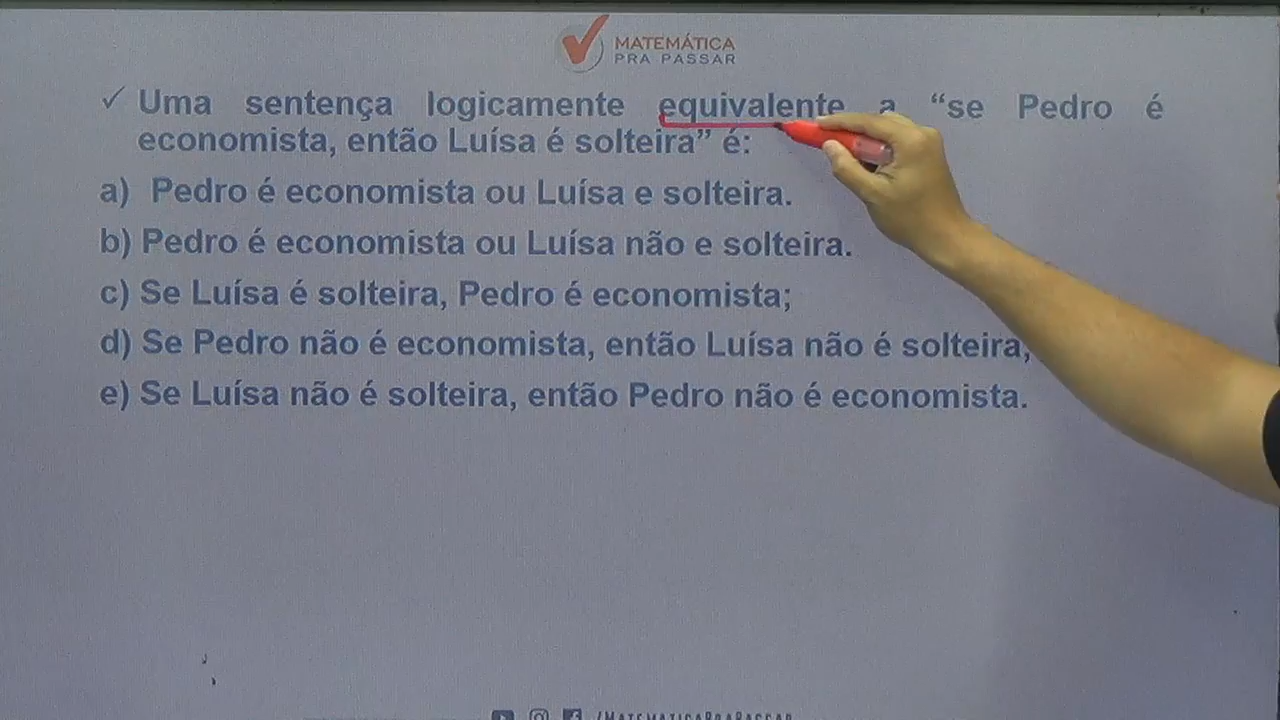 MATEMÁTICA
PRA PASSAR
✓ Uma sentença logicamente equivalente a “se Pedro é
economista, então Luísa é solteira” é:
a) Pedro é economista ou Luísa e solteira.
b) Pedro é economista ou Luísa não e solteira.
c) Se Luísa é solteira, Pedro é economista;
d) Se Pedro não é economista, então Luísa não é solteira;
e) Se Luísa não é solteira, então Pedro não é economista.
/MATEMATICAPRAPASSAR